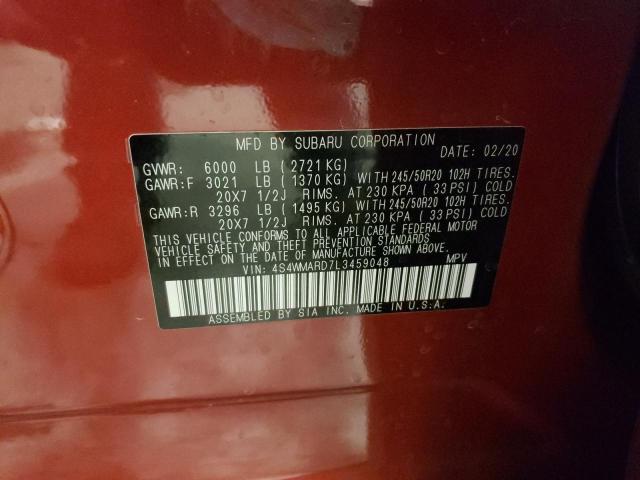 MFD BY SUBARU CORPORATION
DATE: 02/20
GVWR: 6000 LB ( 2721 KG)
GAWR:F 3021 LB ( 1370 KG) WITH 245/50R20 102H TIRES.
20X7 1/2J RIMS. AT 230 KPA ( 33 PSI) COLD
GAWR:R 3296 LB ( 1495 KG) WITH 245/50R20 102H TIRES.
20X7 1/2J RIMS. AT 230 KPA ( 33 PSI) COLD
THIS VEHICLE CONFORMS TO ALL APPLICABLE FEDERAL MOTOR
VEHICLE SAFETY AND BUMPER STANDARDS
IN EFFECT ON THE DATE OF MANUFACTURE SHOWN ABOVE.
VIN: 4S4WMARD7L3459048 MPV
ASSEMBLED BY SIA INC. MADE IN U.S.A.